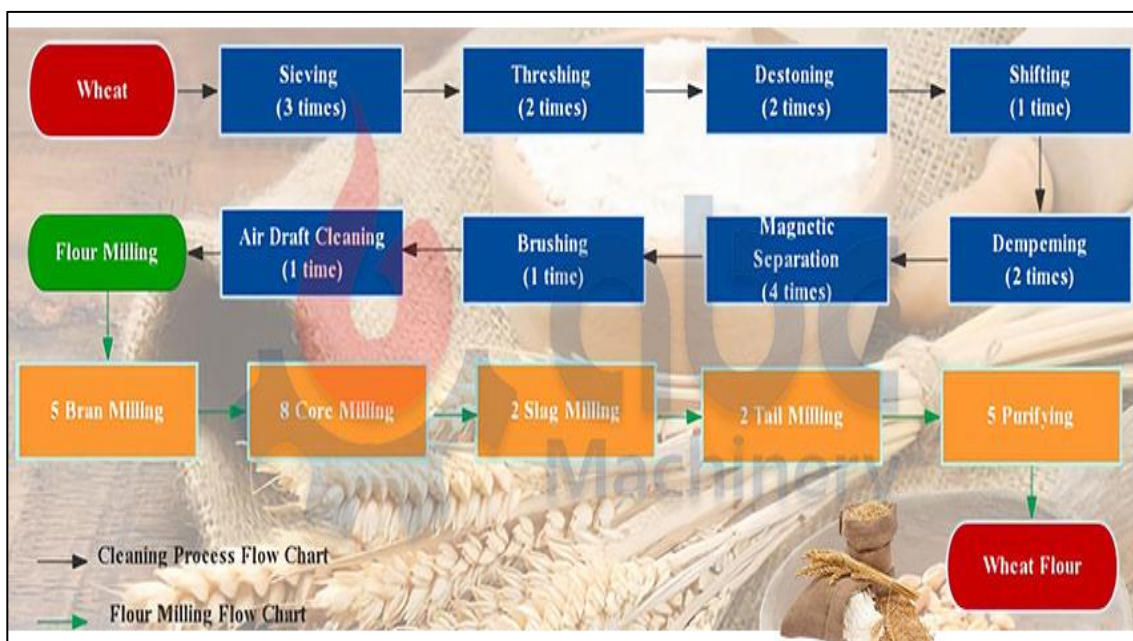 Wheat
Sieving
(3 times)
Threshing
(2 times)
Destoning
(2 times)
Shifting
(1 time)
Flour Milling
Air Draft Cleaning
(1 time)
Brushing
(1 time)
Magnetic
Separation
(4 times)
Dempeming
(2 times)
5 Bran Milling
8 Core Milling
2 Slag Milling
2 Tail Milling
5 Purifying
abc
Machinery
Cleaning Process Flow Chart
Flour Milling Flow Chart
Wheat Flour